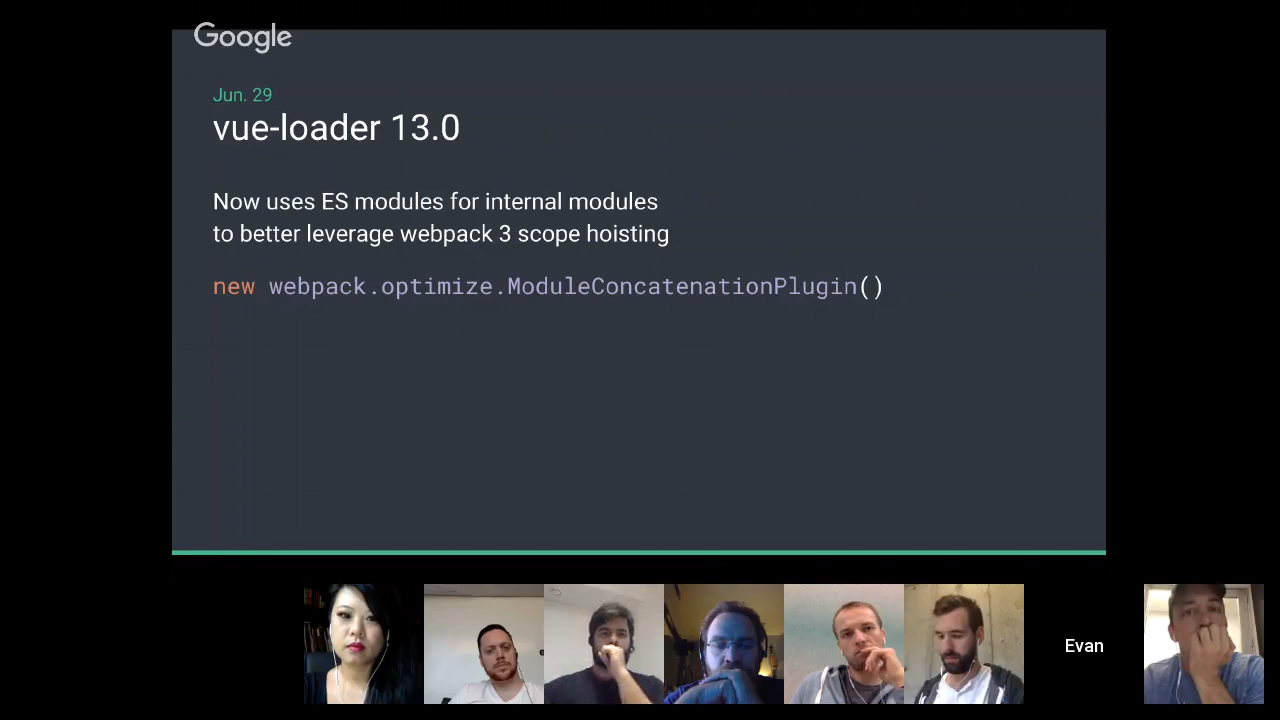 Google
Jun. 29
vue-loader 13.0
Now uses ES modules for internal modules
to better leverage webpack 3 scope hoisting
new webpack.optimize.ModuleConcatenationPlugin()
Evan